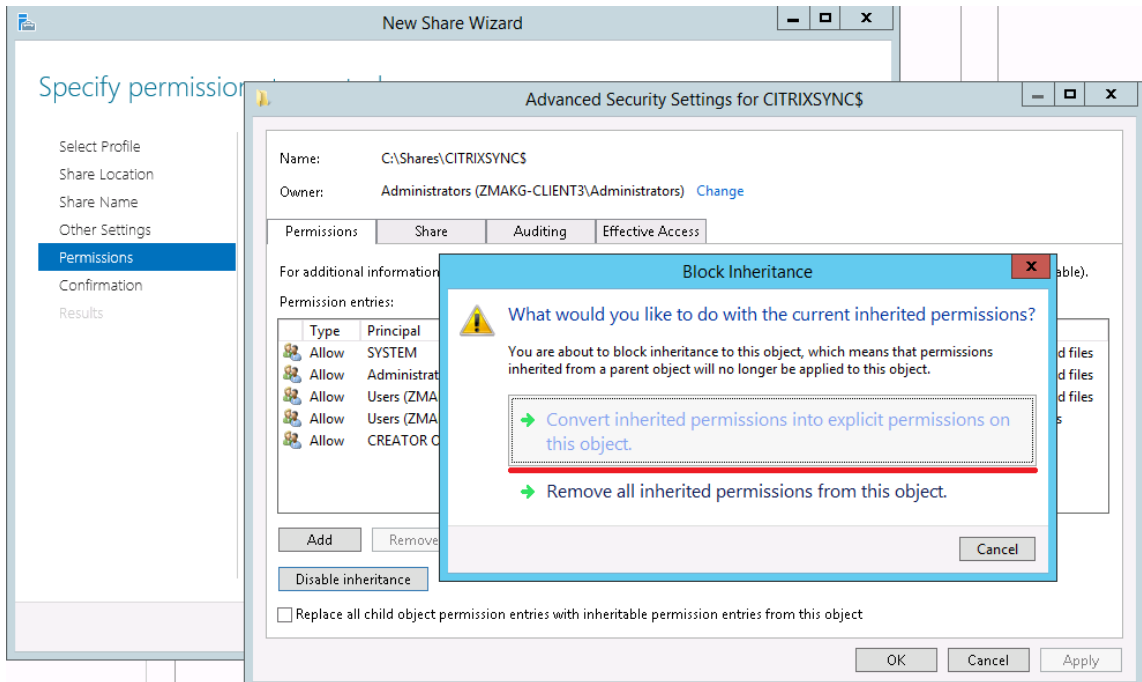 New Share Wizard
Specify permission
Select Profile
Share Location
Share Name
Other Settings
Permissions
Confirmation
Results
Advanced Security Settings for CITRIXSYNC$
Name: C:\Shares\CITRIXSYNC$
Owner: Administrators (ZMAKG-CLIENT3\Administrators) Change
Permissions Share Auditing Effective Access
For additional information able).
Permission entries:
Type Principal
Allow SYSTEM d files
Allow Administrat d files
Allow Users (ZMA d files
Allow Users (ZMA s
Allow CREATOR O
Add Remove
Disable inheritance
Replace all child object permission entries with inheritable permission entries from this object
OK Cancel Apply
Block Inheritance
What would you like to do with the current inherited permissions?
You are about to block inheritance to this object, which means that permissions
inherited from a parent object will no longer be applied to this object.
Convert inherited permissions into explicit permissions on
this object.
Remove all inherited permissions from this object.
Cancel